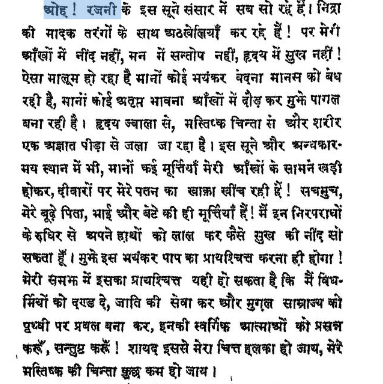 ओह! रजनी के इस सूने संसार में सब सो रहे हैं। निद्रा
की मादक तरंगों के साथ अठखेलियाँ कर रहे हैं! पर मेरी
आँखों में नींद नहीं, मन में सन्तोप नहीं, हृदय में सुख नहीं!
ऐसा मालूम हो रहा है मानों कोई भयंकर वेदना मानस को बेध
रही है, मानों कोई अतृप्त भावना आँखों में दौड़ कर मुझे पागल
बना रही है। हृदय ज्वाला से, मस्तिष्क चिन्ता से और शरीर
एक अज्ञात पीड़ा से जला जा रहा है। इस सूने और अन्धकार-
मय स्थान में भी, मानों कई मूर्त्तियाँ मेरी आँखों के सामने खड़ी
होकर, दीवारों पर मेरे पतन का खाका खींच रही हैं! सचमुच,
मेरे बूढ़े पिता, भाई और बेटे की ही मूर्त्तियाँ हैं! मैं इन निरपराधों
के रुधिर से अपने हाथों को लाल कर कैसे सुख की नींद सो
सकता हूँ। मुझे इस भयंकर पाप का प्रायश्चित्त करना ही होगा!
मेरी समझ में इसका प्रायश्चित्त यही हो सकता है कि मैं विध-
र्मियों को दण्ड दे, जाति की सेवा कर और मुग़ल साम्राज्य को
पृथ्वी पर प्रबल बना कर, इनकी स्वर्गिक आत्माओं को प्रसन्न
करूँ, सन्तुष्ट करूँ! शायद इससे मेरा चित्त हलका हो जाय, मेरे
मस्तिष्क की चिन्ता कुछ कम हो जाय।